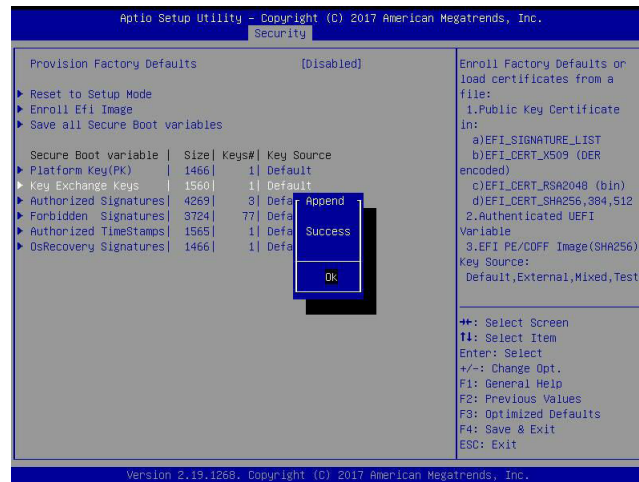 Aptio Setup Utility – Copyright (C) 2017 American Megatrends, Inc.
Security
Provision Factory Defaults [Disabled]
▶ Reset to Setup Mode
▶ Enroll Efi Image
▶ Save all Secure Boot variables
Secure Boot variable | Size| Keys#| Key Source
▶ Platform Key(PK) | 1466| 1| Default
▶ Key Exchange Keys | 1560| 1| Default
▶ Authorized Signatures| 4269| 3| Defa
▶ Forbidden Signatures| 3724| 77| Defa
▶ Authorized TimeStamps| 1565| 1| Defa
▶ OsRecovery Signatures| 1466| 1| Defa
Append
Success
Ok
Enroll Factory Defaults or
load certificates from a
file:
1.Public Key Certificate
in:
a)EFI_SIGNATURE_LIST
b)EFI_CERT_X509 (DER
encoded)
c)EFI_CERT_RSA2048 (bin)
d)EFI_CERT_SHA256,384,512
2.Authenticated UEFI
Variable
3.EFI PE/COFF Image(SHA256)
Key Source:
Default,External,Mixed,Test
→←: Select Screen
↑↓: Select Item
Enter: Select
+/-: Change Opt.
F1: General Help
F2: Previous Values
F3: Optimized Defaults
F4: Save & Exit
ESC: Exit
Version 2.19.1268. Copyright (C) 2017 American Megatrends, Inc.